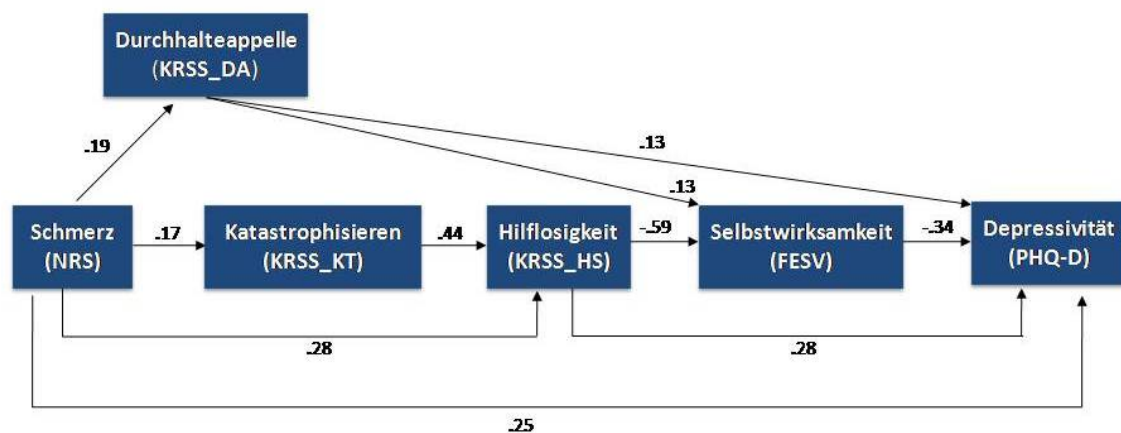 Durchhalteappelle
(KRSS_DA)
.19
.13
.13
Schmerz
(NRS)
.17
Katastrophisieren
(KRSS_KT)
.44
Hilflosigkeit
(KRSS_HS)
-.59
Selbstwirksamkeit
(FESV)
-.34
Depressivität
(PHQ-D)
.28
.28
.25